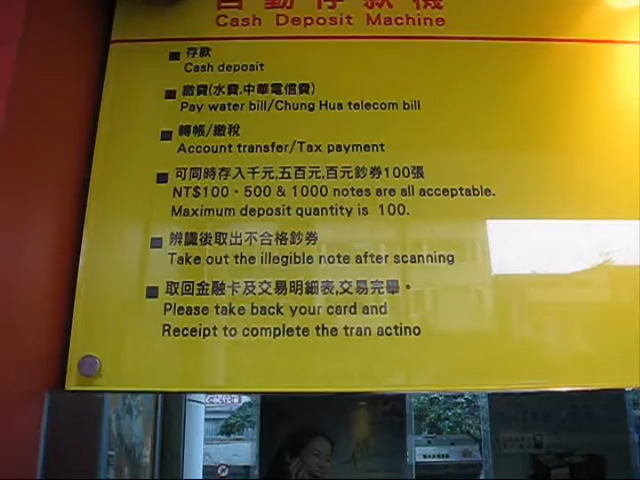 自動存款機
Cash Deposit Machine
存款
Cash deposit
繳費(水費.中華電信費)
Pay water bill/Chung Hua telecom bill
轉帳/繳稅
Account transfer/Tax payment
可同時存入千元,五百元,百元鈔券100張
NT$100、500 & 1000 notes are all acceptable.
Maximum deposit quantity is 100.
辨識後取出不合格鈔券
Take out the illegible note after scanning
取回金融卡及交易明細表,交易完畢。
Please take back your card and
Receipt to complete the tran actino